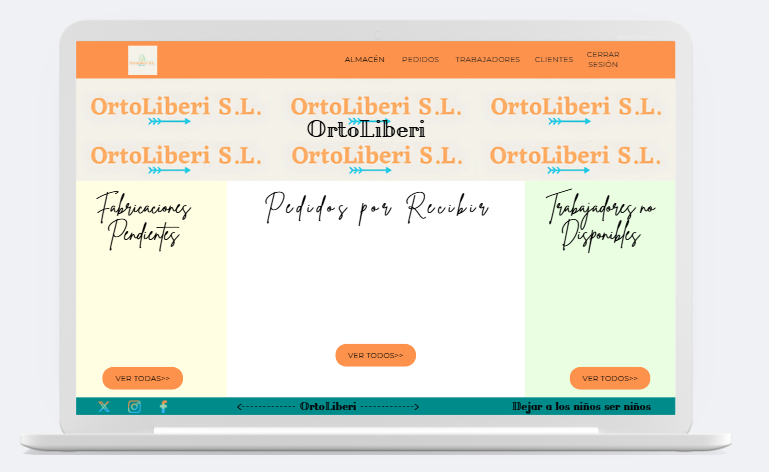 ALMACÉN PEDIDOS TRABAJADORES CLIENTES CERRAR
SESIÓN
OrtoLiberi S.L. OrtoLiberi S.L. OrtoLiberi S.L.
OrtoLiberi
OrtoLiberi S.L. OrtoLiberi S.L. OrtoLiberi S.L.
Fabricaciones
Pendientes
Pedidos por Recibir
Trabajadores no
Disponibles
VER TODAS>>
VER TODOS>>
VER TODOS>>
<------------- OrtoLiberi ------------->
Dejar a los niños ser niños